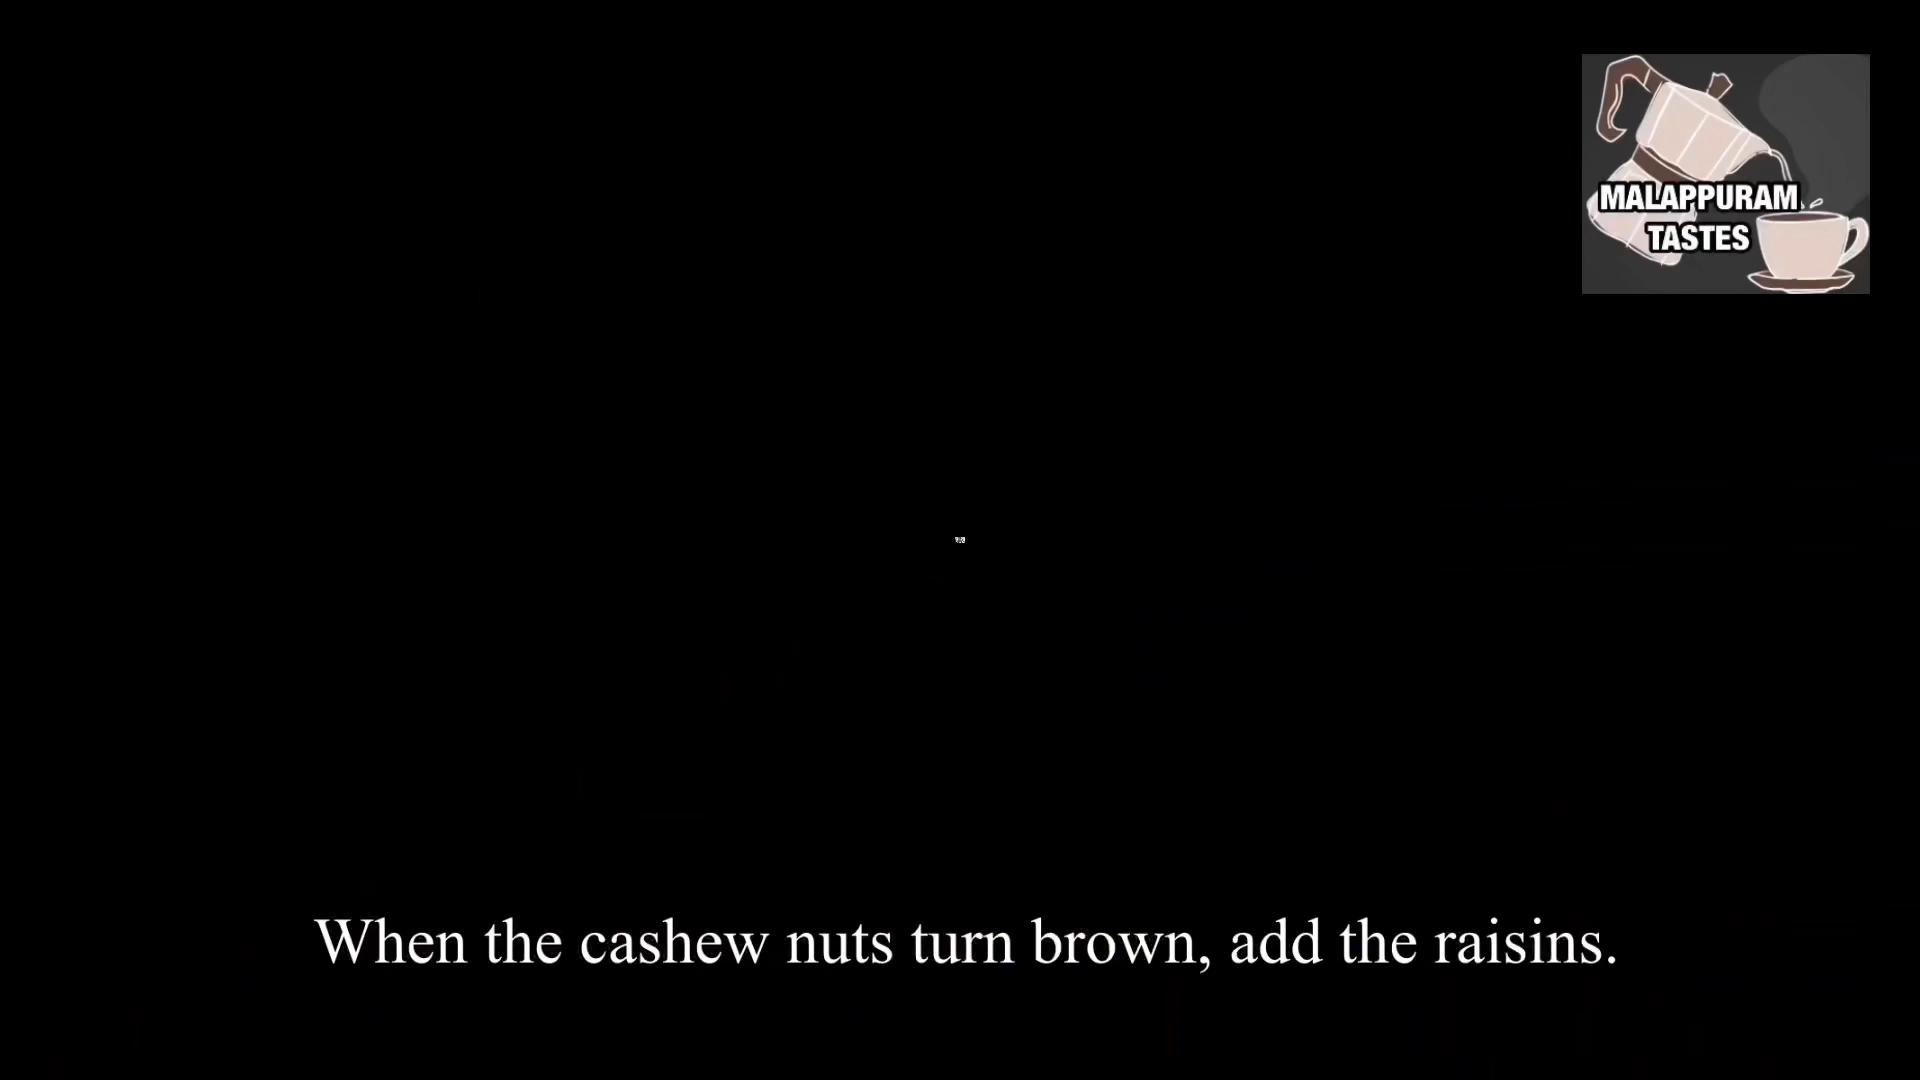 MALAPPURAM
TASTES
When the cashew nuts turn brown, add the raisins.